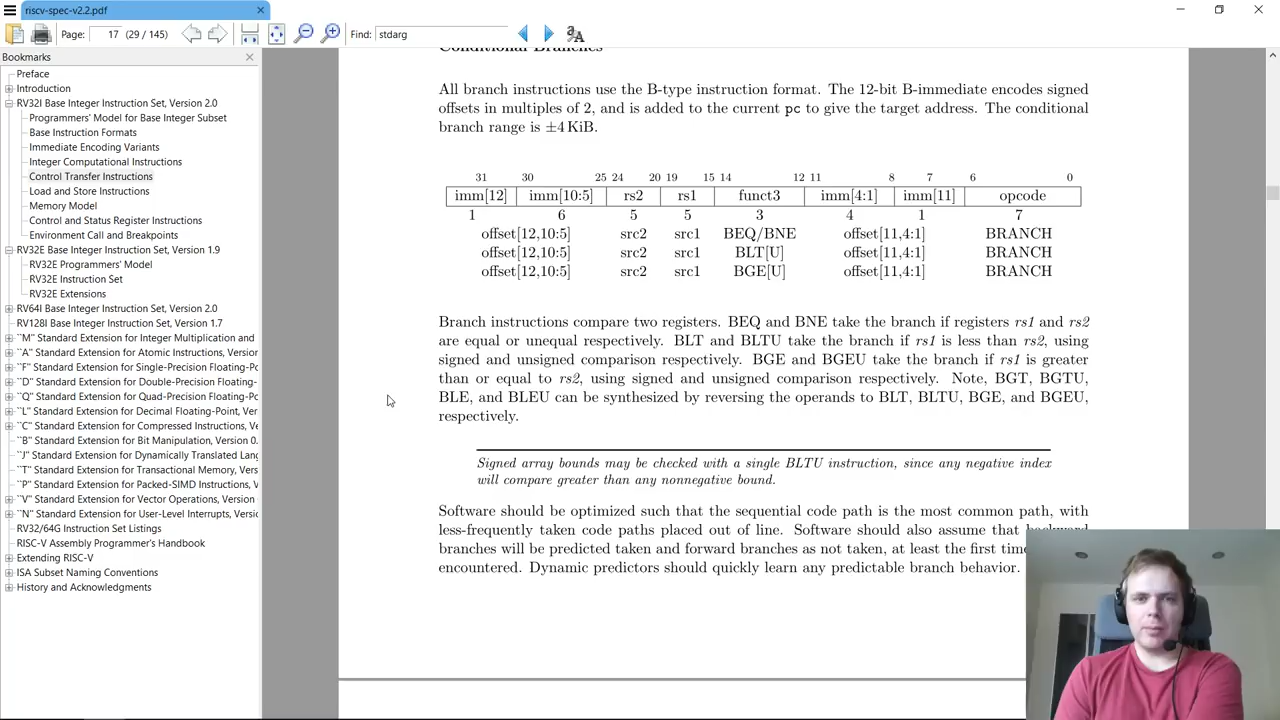 riscv-spec-v2.2.pdf
Page: 17 (29 / 145) Find: stdarg
Bookmarks
Preface
Introduction
RV32I Base Integer Instruction Set, Version 2.0
Programmers' Model for Base Integer Subset
Base Instruction Formats
Immediate Encoding Variants
Integer Computational Instructions
Control Transfer Instructions
Load and Store Instructions
Memory Model
Control and Status Register Instructions
Environment Call and Breakpoints
RV32E Base Integer Instruction Set, Version 1.9
RV32E Programmers' Model
RV32E Instruction Set
RV32E Extensions
RV64I Base Integer Instruction Set, Version 2.0
RV128I Base Integer Instruction Set, Version 1.7
``M'' Standard Extension for Integer Multiplication and
``A'' Standard Extension for Atomic Instructions, Version
``F'' Standard Extension for Single-Precision Floating-Po
``D'' Standard Extension for Double-Precision Floating-
``Q'' Standard Extension for Quad-Precision Floating-Po
``L'' Standard Extension for Decimal Floating-Point, Ver
``C'' Standard Extension for Compressed Instructions, Ve
``B'' Standard Extension for Bit Manipulation, Version 0.
``J'' Standard Extension for Dynamically Translated Lang
``T'' Standard Extension for Transactional Memory, Vers
``P'' Standard Extension for Packed-SIMD Instructions, V
``V'' Standard Extension for Vector Operations, Version
``N'' Standard Extension for User-Level Interrupts, Versio
RV32/64G Instruction Set Listings
RISC-V Assembly Programmer's Handbook
Extending RISC-V
ISA Subset Naming Conventions
History and Acknowledgments
Conditional Branches
All branch instructions use the B-type instruction format. The 12-bit B-immediate encodes signed
offsets in multiples of 2, and is added to the current pc to give the target address. The conditional
branch range is ±4 KiB.
31 30 25 24 20 19 15 14 12 11 8 7 6 0
imm[12] imm[10:5] rs2 rs1 funct3 imm[4:1] imm[11] opcode
1 6 5 5 3 4 1 7
offset[12,10:5] src2 src1 BEQ/BNE offset[11,4:1] BRANCH
offset[12,10:5] src2 src1 BLT[U] offset[11,4:1] BRANCH
offset[12,10:5] src2 src1 BGE[U] offset[11,4:1] BRANCH
Branch instructions compare two registers. BEQ and BNE take the branch if registers rs1 and rs2
are equal or unequal respectively. BLT and BLTU take the branch if rs1 is less than rs2, using
signed and unsigned comparison respectively. BGE and BGEU take the branch if rs1 is greater
than or equal to rs2, using signed and unsigned comparison respectively. Note, BGT, BGTU,
BLE, and BLEU can be synthesized by reversing the operands to BLT, BLTU, BGE, and BGEU,
respectively.
Signed array bounds may be checked with a single BLTU instruction, since any negative index
will compare greater than any nonnegative bound.
Software should be optimized such that the sequential code path is the most common path, with
less-frequently taken code paths placed out of line. Software should also assume that backward
branches will be predicted taken and forward branches as not taken, at least the first time
encountered. Dynamic predictors should quickly learn any predictable branch behavior.